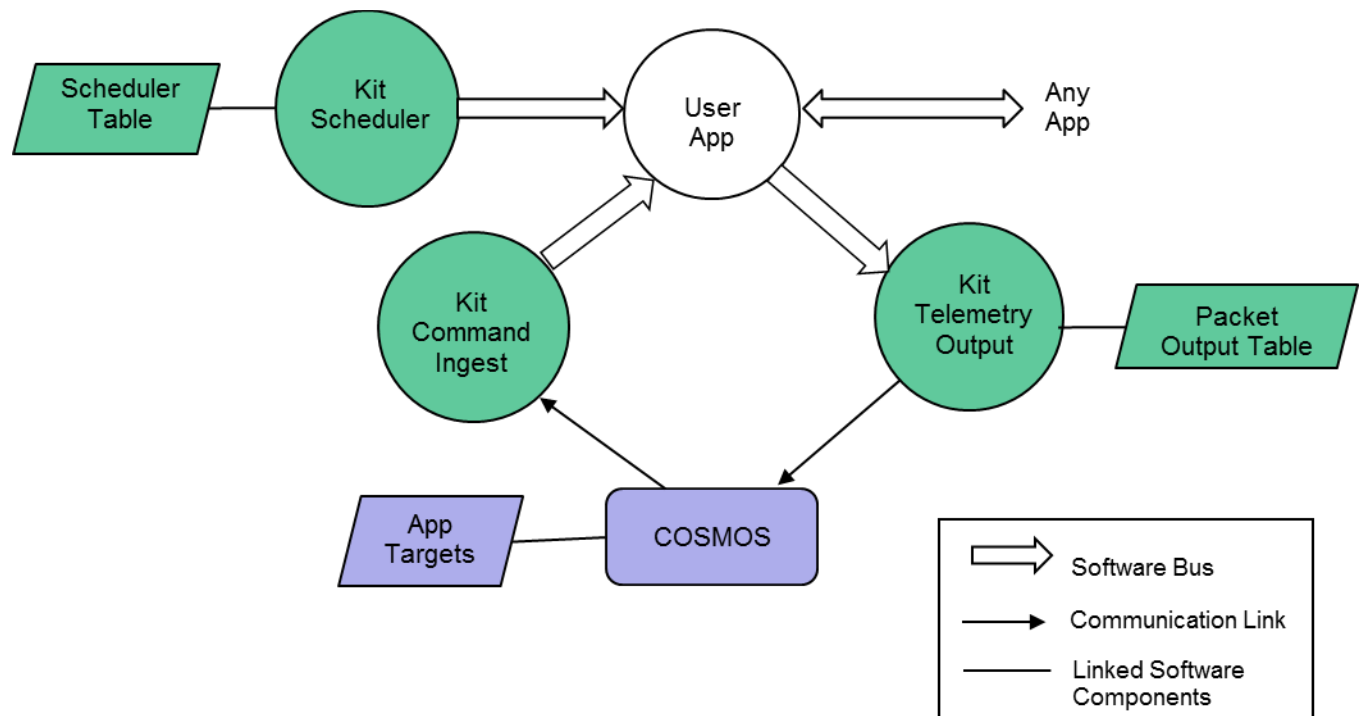 Scheduler
Table
Kit
Scheduler
User
App
Any
App
Kit
Command
Ingest
Kit
Telemetry
Output
Packet
Output Table
App
Targets
COSMOS
Software Bus
Communication Link
Linked Software
Components